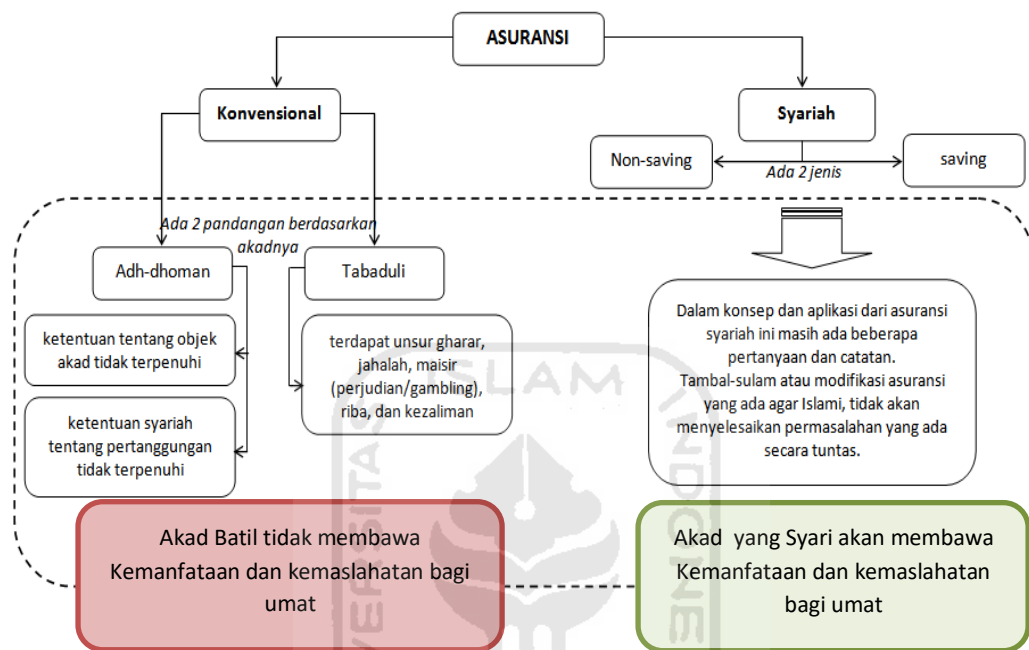 ASURANSI
Konvensional
Syariah
Non-saving
saving
Ada 2 jenis
Ada 2 pandangan berdasarkan
akadnya
Adh-dhoman
Tabaduli
ketentuan tentang objek
akad tidak terpenuhi
ketentuan syariah
tentang pertanggungan
tidak terpenuhi
terdapat unsur gharar,
jahalah, maisir
(perjudian/gambling),
riba, dan kezaliman
Dalam konsep dan aplikasi dari asuransi
syariah ini masih ada beberapa
pertanyaan dan catatan.
Tambal-sulam atau modifikasi asuransi
yang ada agar Islami, tidak akan
menyelesaikan permasalahan yang ada
secara tuntas.
Akad Batil tidak membawa
Kemanfataan dan kemaslahatan bagi
umat
Akad yang Syari akan membawa
Kemanfataan dan kemaslahatan
bagi umat
ISLAM
VERSITAS
INDONE